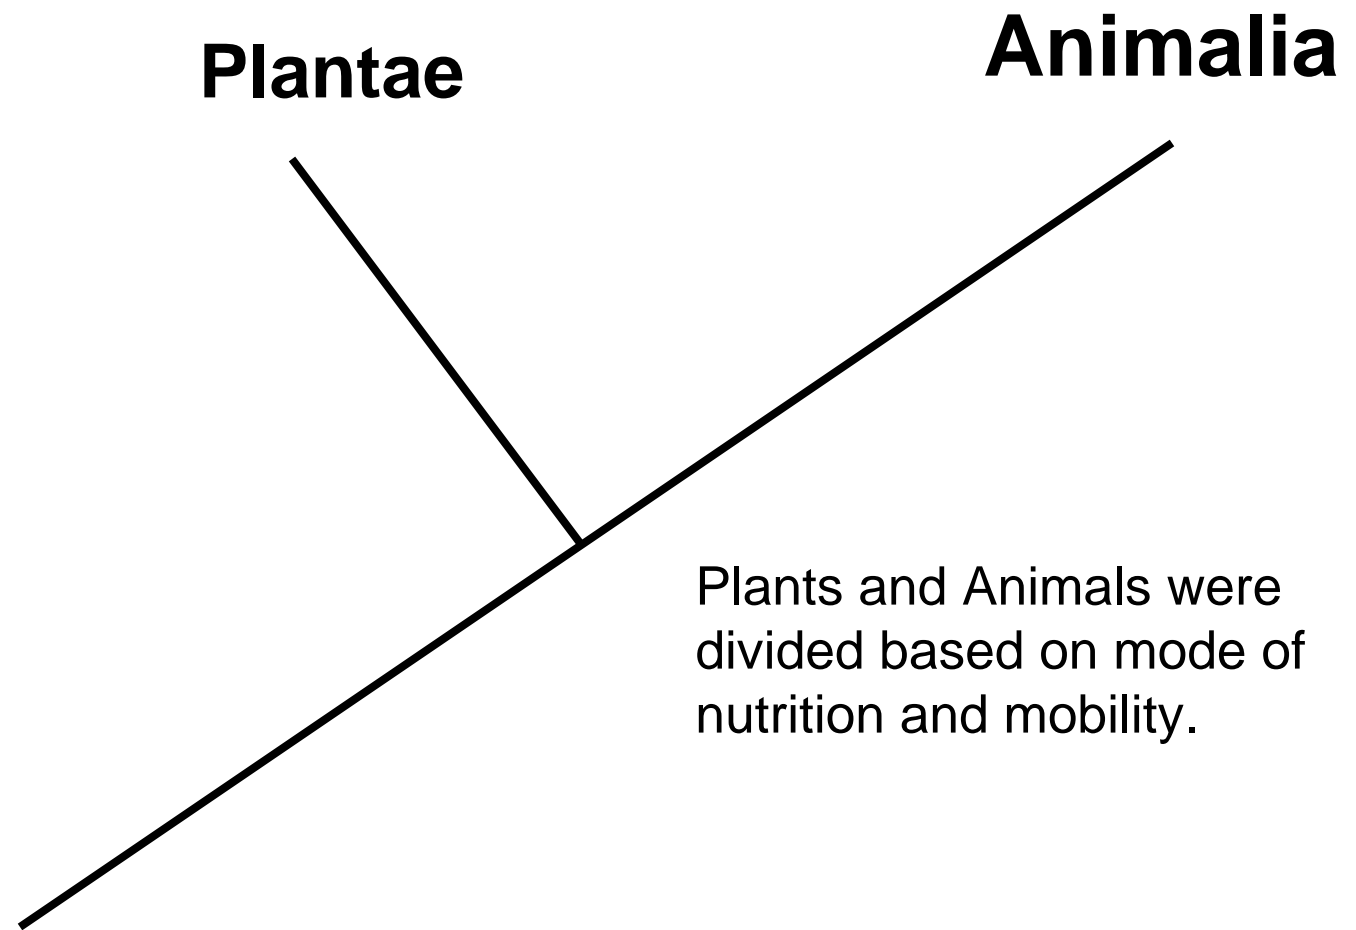 Plantae
Animalia
Plants and Animals were
divided based on mode of
nutrition and mobility.